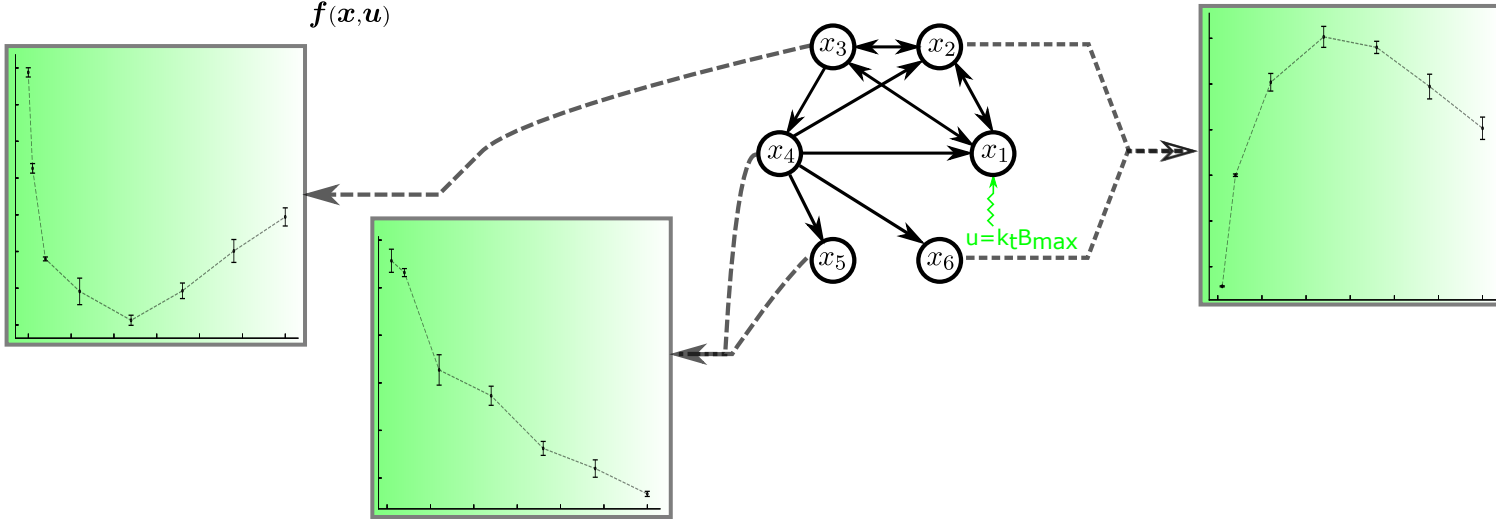 f(x,u)
x₃
x₂
x₄
x₁
u=kₜBₘₐₓ
x₅
x₆